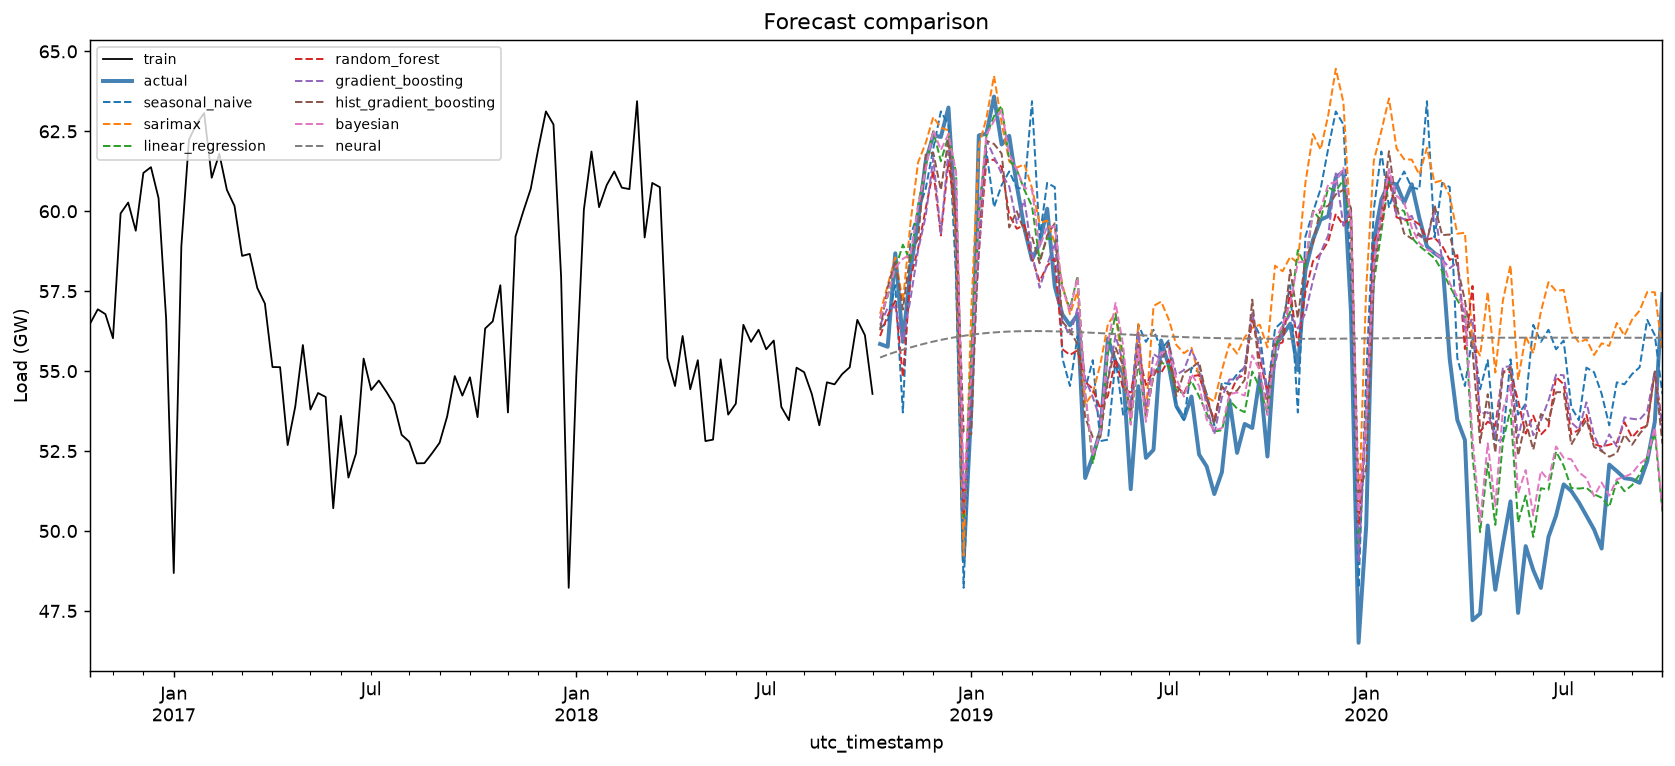 Forecast comparison
65.0
62.5
60.0
57.5
55.0
52.5
50.0
47.5
Load (GW)
train
actual
seasonal_naive
sarimax
linear_regression
random_forest
gradient_boosting
hist_gradient_boosting
bayesian
neural
Jan
2017
Jul
Jan
2018
Jul
Jan
2019
Jul
Jan
2020
Jul
utc_timestamp